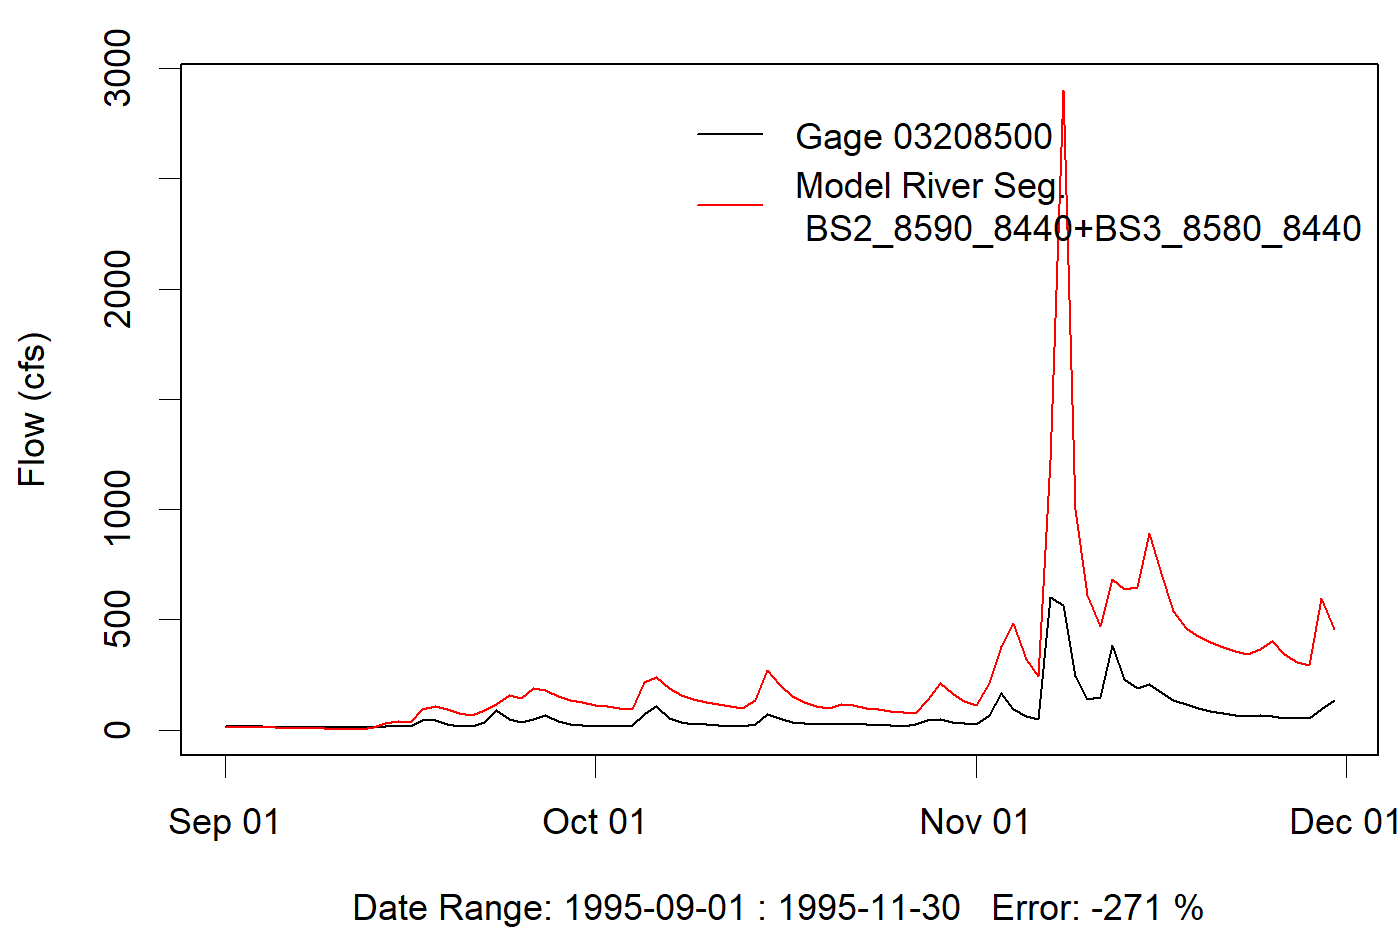 3000
2000
1000
500
0
Flow (cfs)
Gage 03208500
Model River Seg.
BS2_8590_8440+BS3_8580_8440
Sep 01
Oct 01
Nov 01
Dec 01
Date Range: 1995-09-01 : 1995-11-30 Error: -271 %